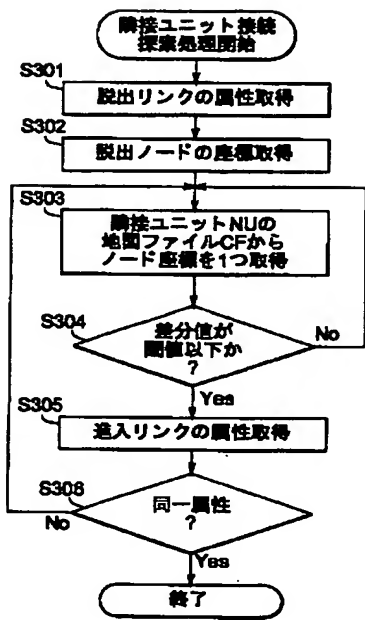 隣接ユニット接続
探索処理開始
S301
脱出リンクの属性取得
S302
脱出ノードの座標取得
S303
隣接ユニットNUの
地図ファイルCFから
ノード座標を1つ取得
S304
差分値が
閾値以下か
?
No
Yes
S305
進入リンクの属性取得
S306
同一属性
?
No
Yes
終了